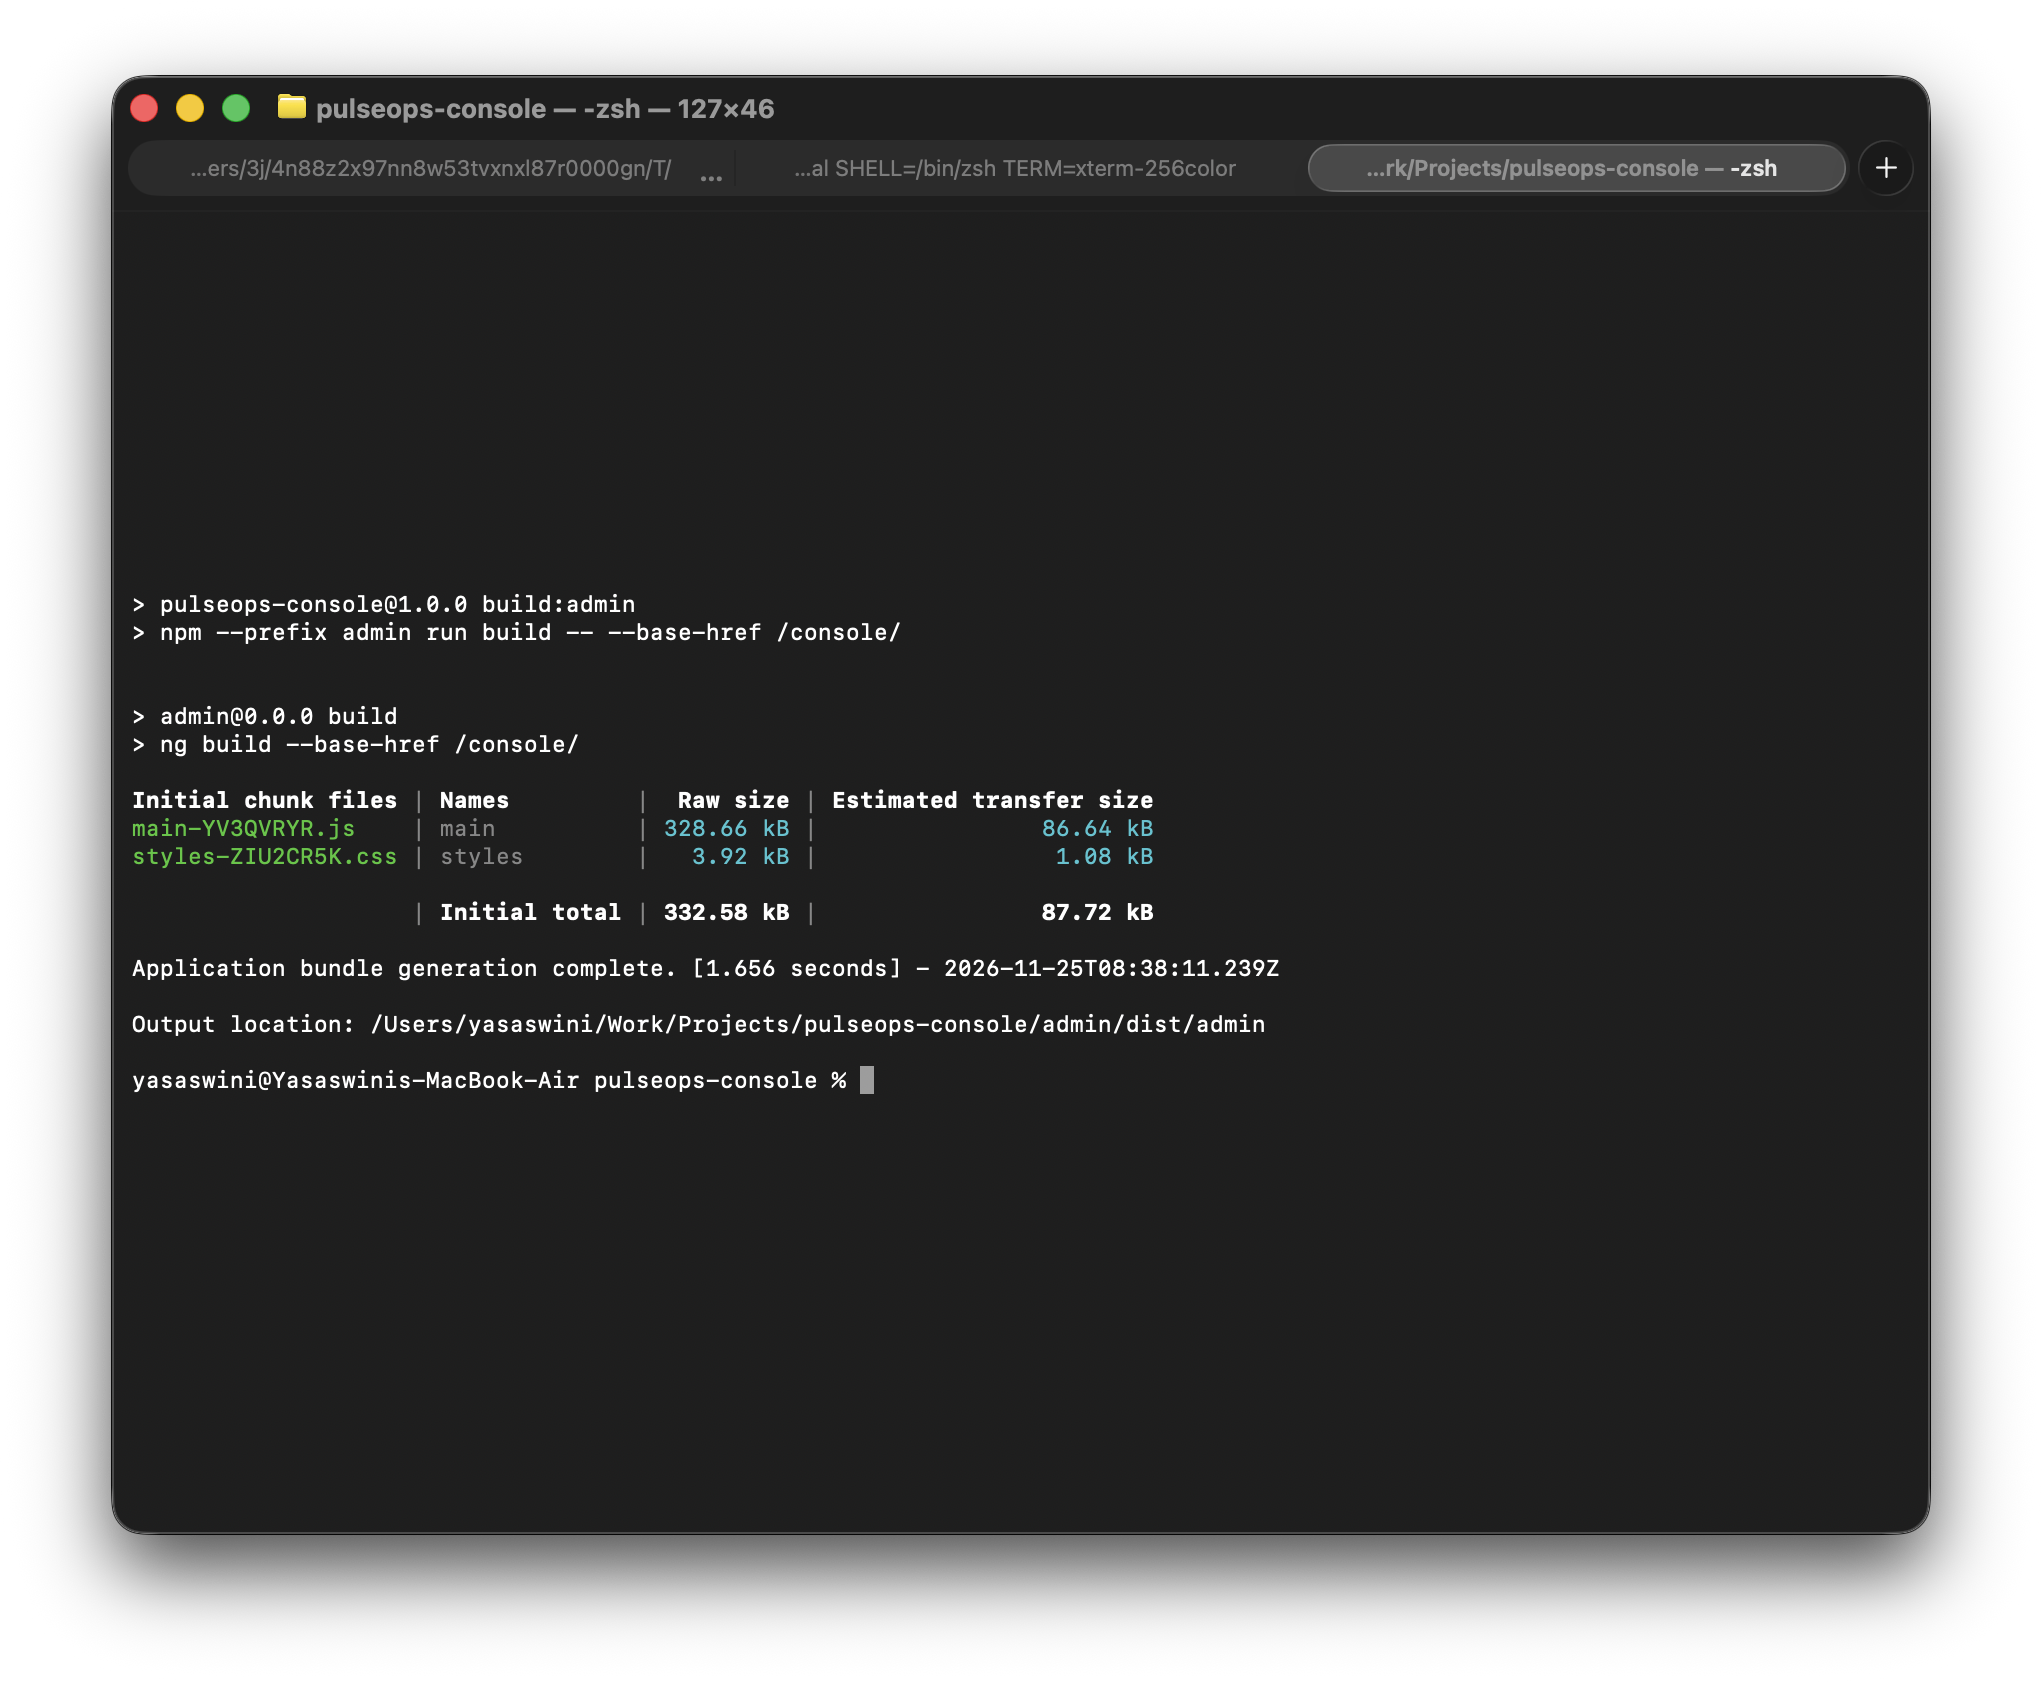 pulseops-console — -zsh — 127×46
...ers/3j/4n88z2x97nn8w53tvxnxl87r0000gn/T/ ...
...al SHELL=/bin/zsh TERM=xterm-256color
...rk/Projects/pulseops-console — -zsh
+
> pulseops-console@1.0.0 build:admin
> npm --prefix admin run build -- --base-href /console/
> admin@0.0.0 build
> ng build --base-href /console/
Initial chunk files | Names         |  Raw size | Estimated transfer size
main-YV3QVRYR.js    | main          | 328.66 kB |                86.64 kB
styles-ZIU2CR5K.css | styles        |   3.92 kB |                 1.08 kB
                    | Initial total | 332.58 kB |                87.72 kB
Application bundle generation complete. [1.656 seconds] - 2026-11-25T08:38:11.239Z
Output location: /Users/yasaswini/Work/Projects/pulseops-console/admin/dist/admin
yasaswini@Yasaswinis-MacBook-Air pulseops-console %